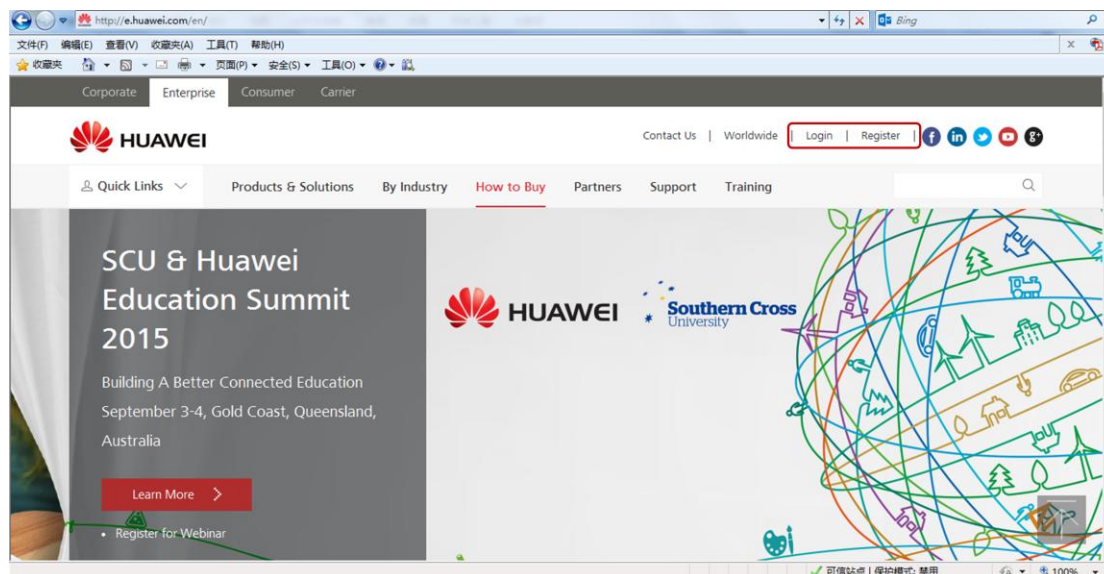 http://e.huawei.com/en/
Bing
文件(F) 编辑(E) 查看(V) 收藏夹(A) 工具(T) 帮助(H)
收藏夹 页面(P) 安全(S) 工具(O)
Corporate Enterprise Consumer Carrier
HUAWEI
Contact Us | Worldwide | Login | Register |
Quick Links Products & Solutions By Industry How to Buy Partners Support Training
SCU & Huawei
Education Summit
2015
Building A Better Connected Education
September 3-4, Gold Coast, Queensland,
Australia
Learn More
• Register for Webinar
HUAWEI
Southern Cross
University
可信站点 | 保护模式: 禁用
100%